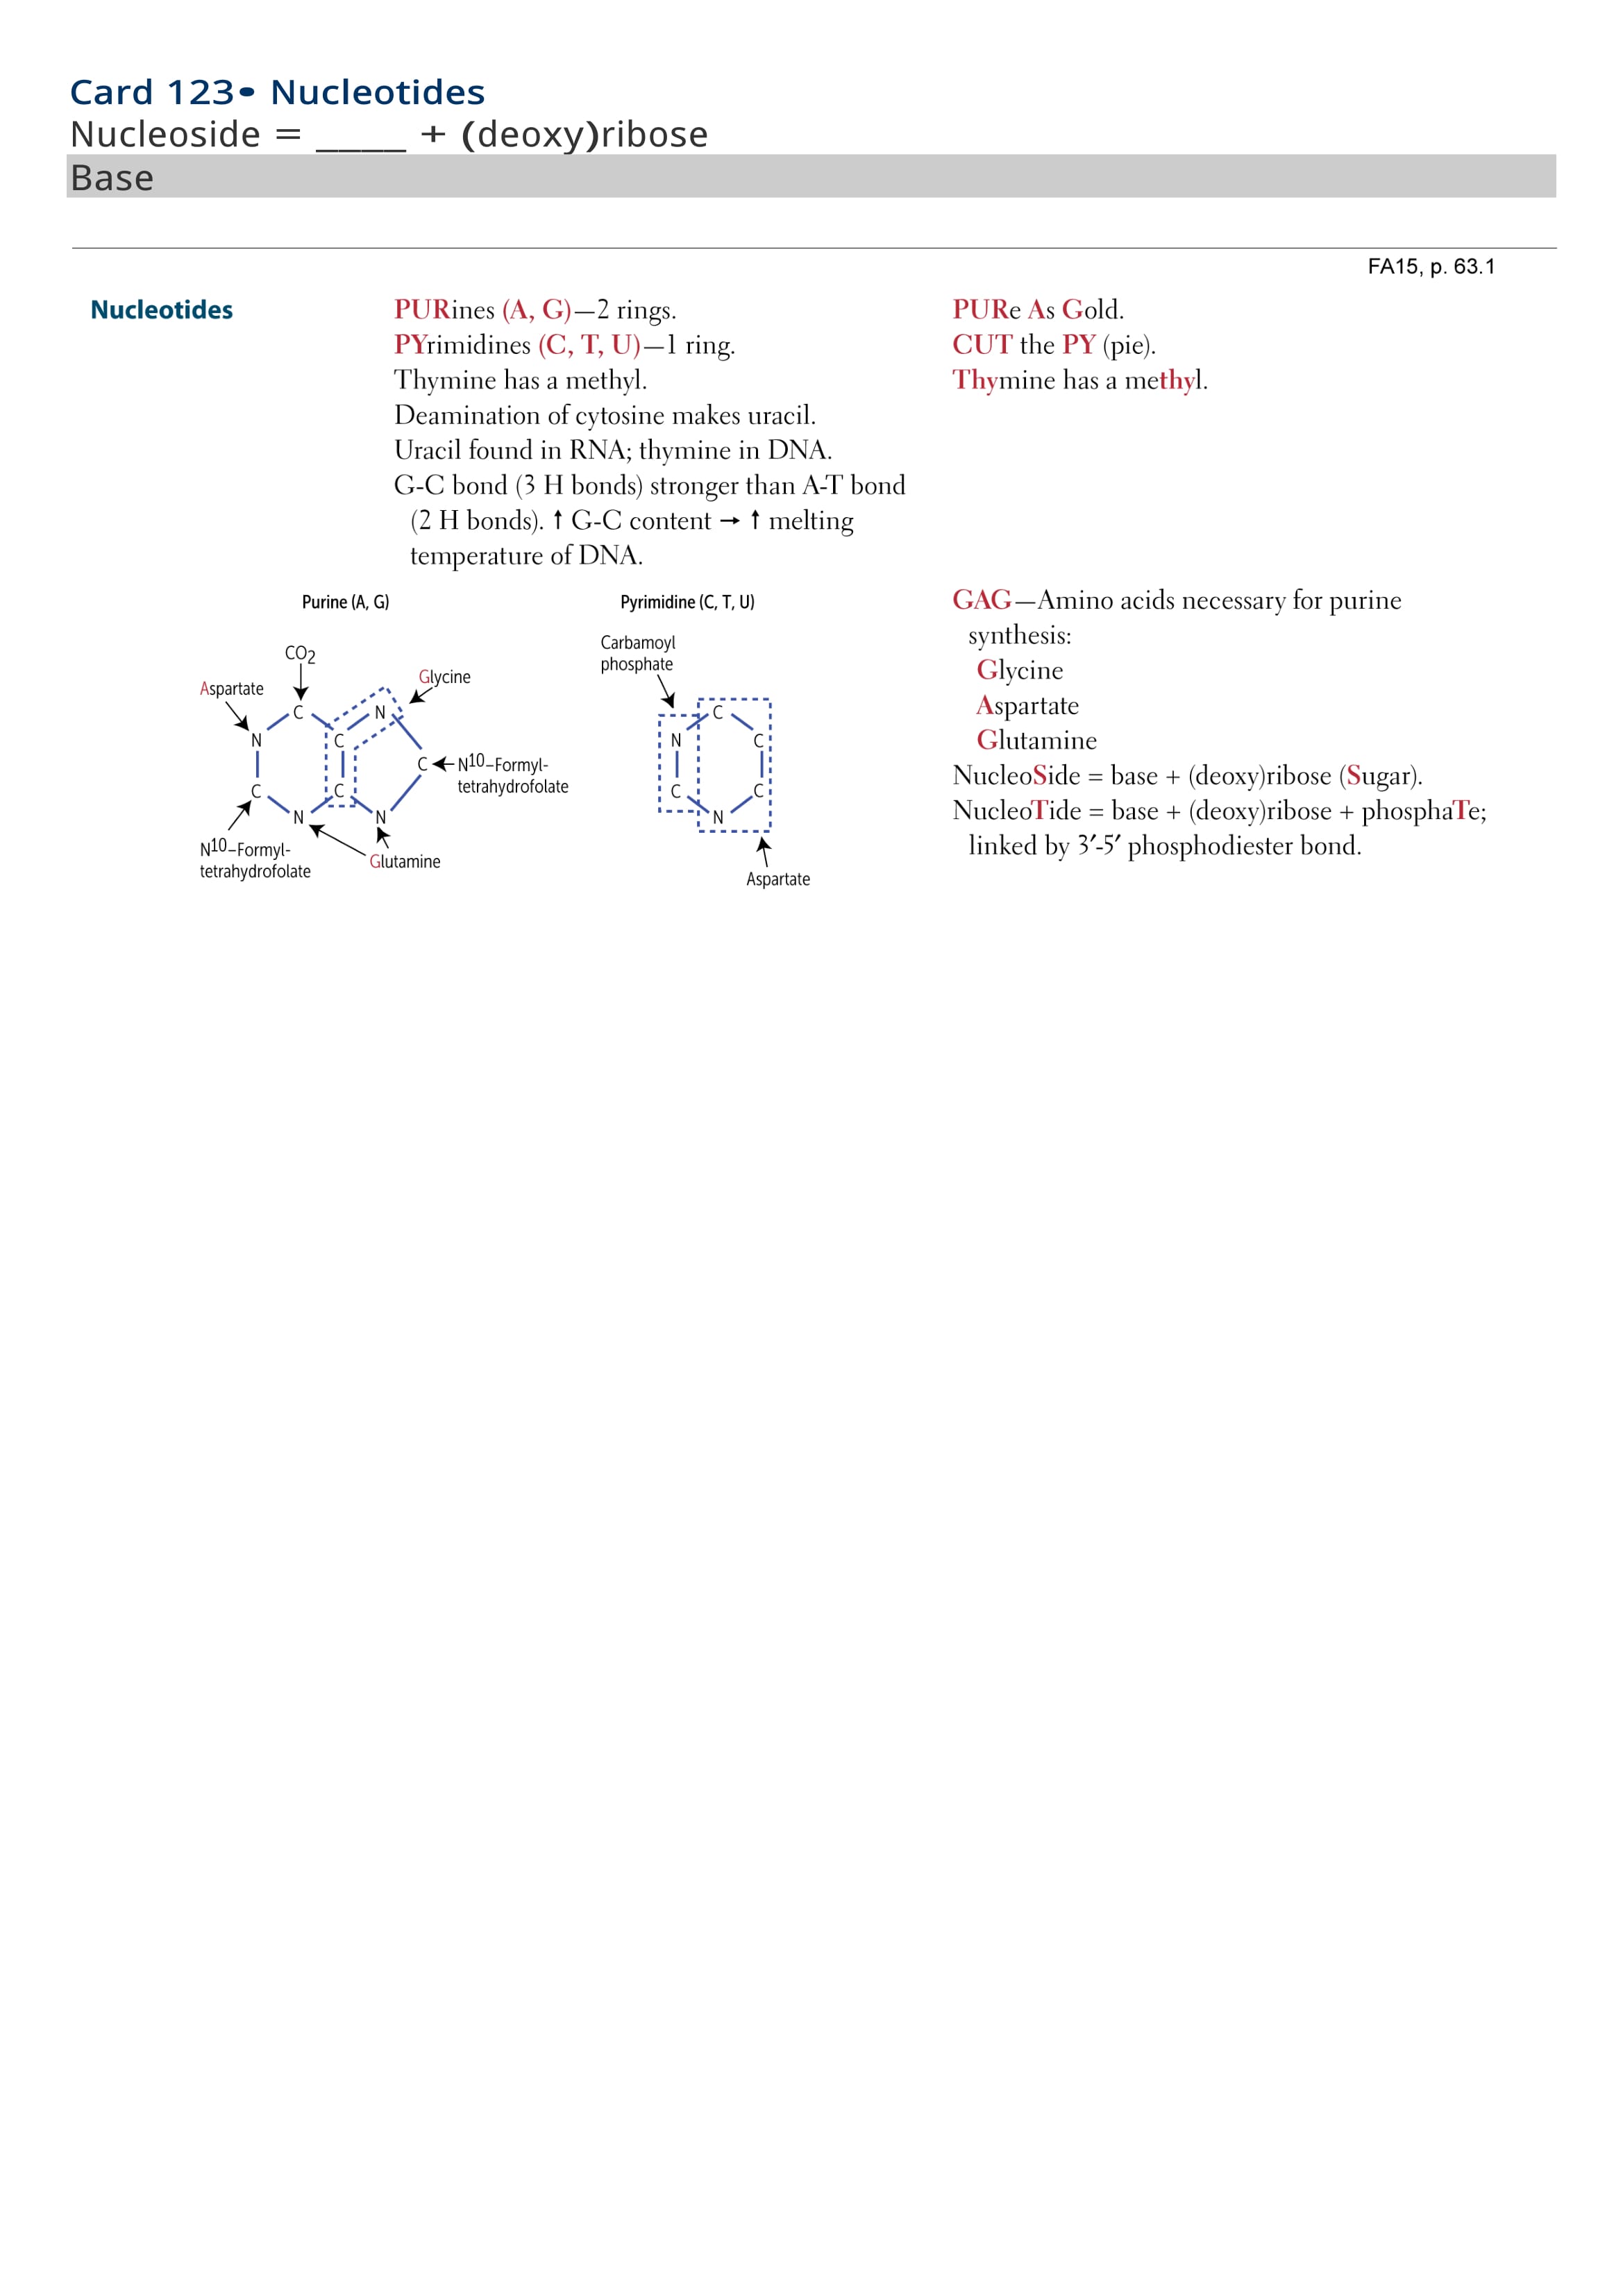 Card 123• Nucleotides
Nucleoside = ____ + (deoxy)ribose
Base
FA15, p. 63.1
Nucleotides
PURines (A, G)—2 rings.
PYrimidines (C, T, U)—1 ring.
Thymine has a methyl.
Deamination of cytosine makes uracil.
Uracil found in RNA; thymine in DNA.
G-C bond (3 H bonds) stronger than A-T bond
(2 H bonds). ↑ G-C content → ↑ melting
temperature of DNA.
PURe As Gold.
CUT the PY (pie).
Thymine has a methyl.
Purine (A, G)
CO2
Aspartate
Glycine
C
N
N
C
C
N10–Formyl-
tetrahydrofolate
C
C
N
N
N10–Formyl-
tetrahydrofolate
Glutamine
Pyrimidine (C, T, U)
Carbamoyl
phosphate
C
N
C
C
C
N
Aspartate
GAG—Amino acids necessary for purine
synthesis:
Glycine
Aspartate
Glutamine
NucleoSide = base + (deoxy)ribose (Sugar).
NucleoTide = base + (deoxy)ribose + phosphaTe;
linked by 3′-5′ phosphodiester bond.